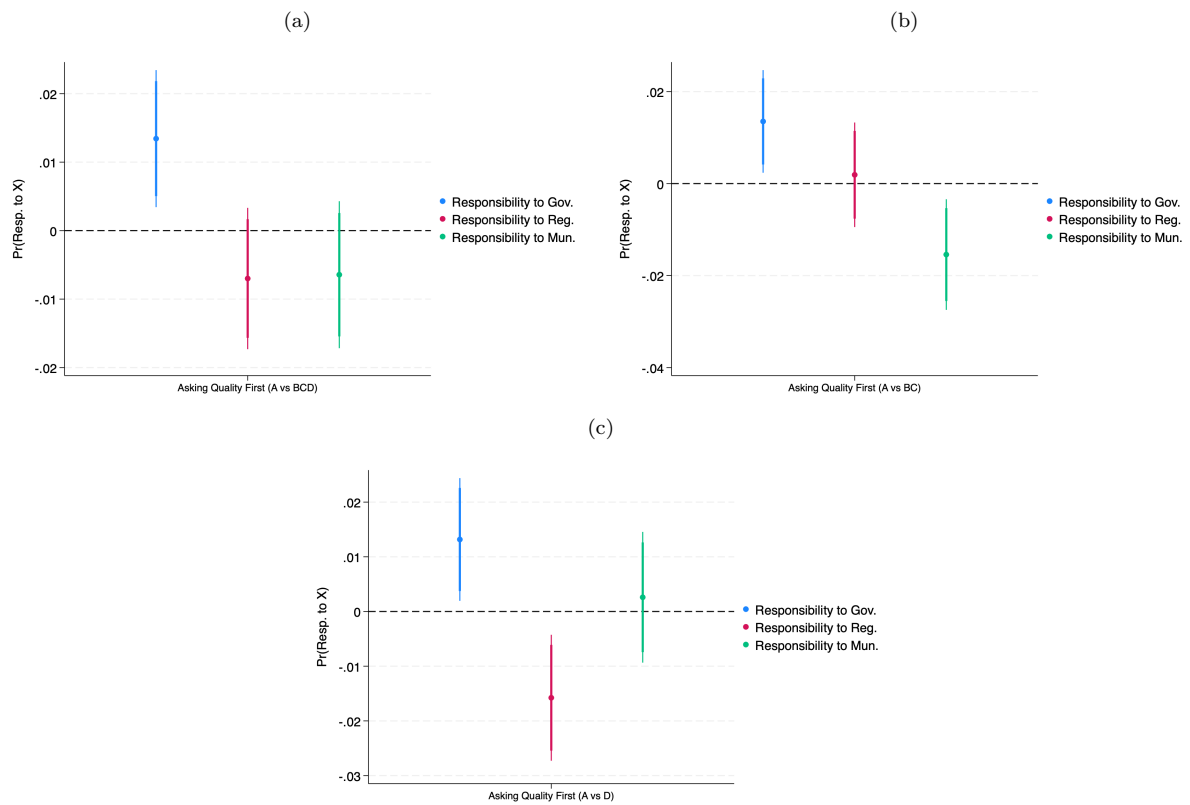 (a)
.02
.01
0
-.01
-.02
Pr(Resp. to X)
Asking Quality First (A vs BCD)
Responsibility to Gov.
Responsibility to Reg.
Responsibility to Mun.
(b)
.02
0
-.02
-.04
Pr(Resp. to X)
Asking Quality First (A vs BC)
Responsibility to Gov.
Responsibility to Reg.
Responsibility to Mun.
(c)
.02
.01
0
-.01
-.02
-.03
Pr(Resp. to X)
Asking Quality First (A vs D)
Responsibility to Gov.
Responsibility to Reg.
Responsibility to Mun.